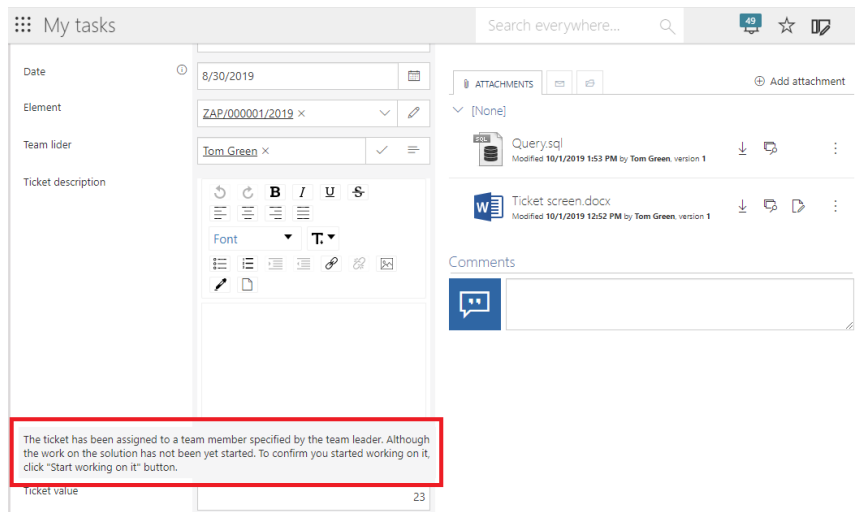 My tasks
Search everywhere...
49
Date
8/30/2019
Element
ZAP/000001/2019 ×
Team lider
Tom Green ×
Ticket description
B I U S
Font
T.
The ticket has been assigned to a team member specified by the team leader. Although
the work on the solution has not been yet started. To confirm you started working on it,
click "Start working on it" button.
Ticket value
23
ATTACHMENTS
Add attachment
[None]
SQL
Query.sql
Modified 10/1/2019 1:53 PM by Tom Green, version 1
W
Ticket screen.docx
Modified 10/1/2019 12:52 PM by Tom Green, version 1
Comments